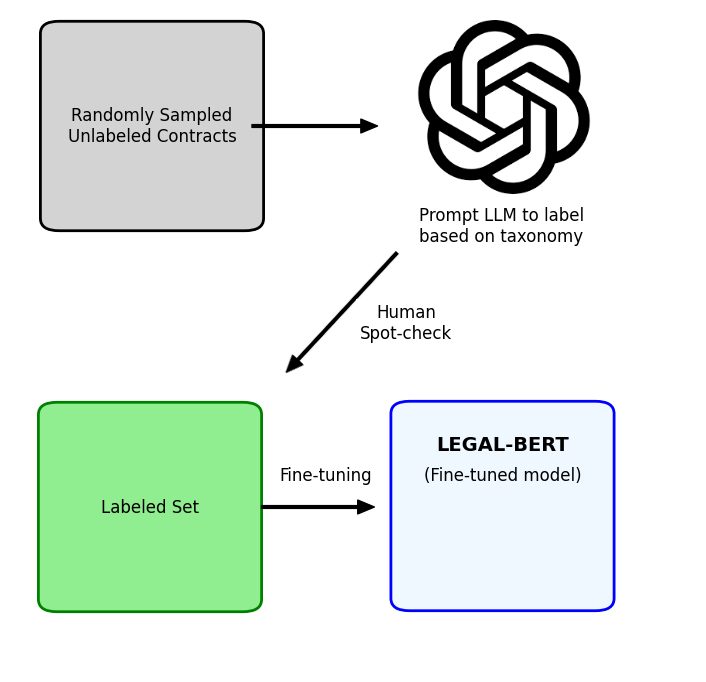 Randomly Sampled
Unlabeled Contracts
Prompt LLM to label
based on taxonomy
Human
Spot-check
Labeled Set
Fine-tuning
LEGAL-BERT
(Fine-tuned model)